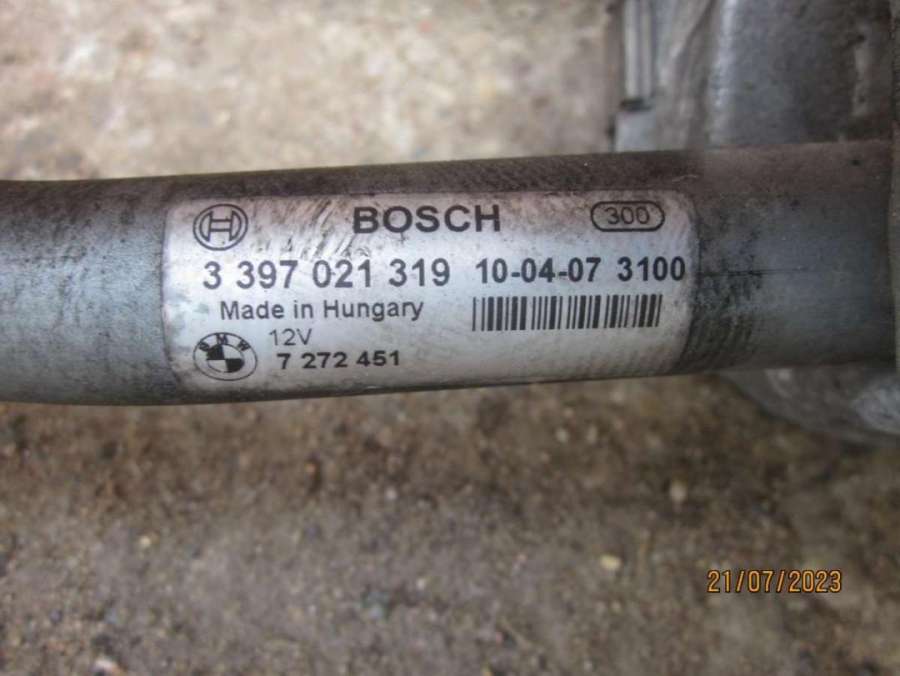 BOSCH 300
3 397 021 319 10-04-07 3100
Made in Hungary
12V
BMW
7 272 451
21/07/2023